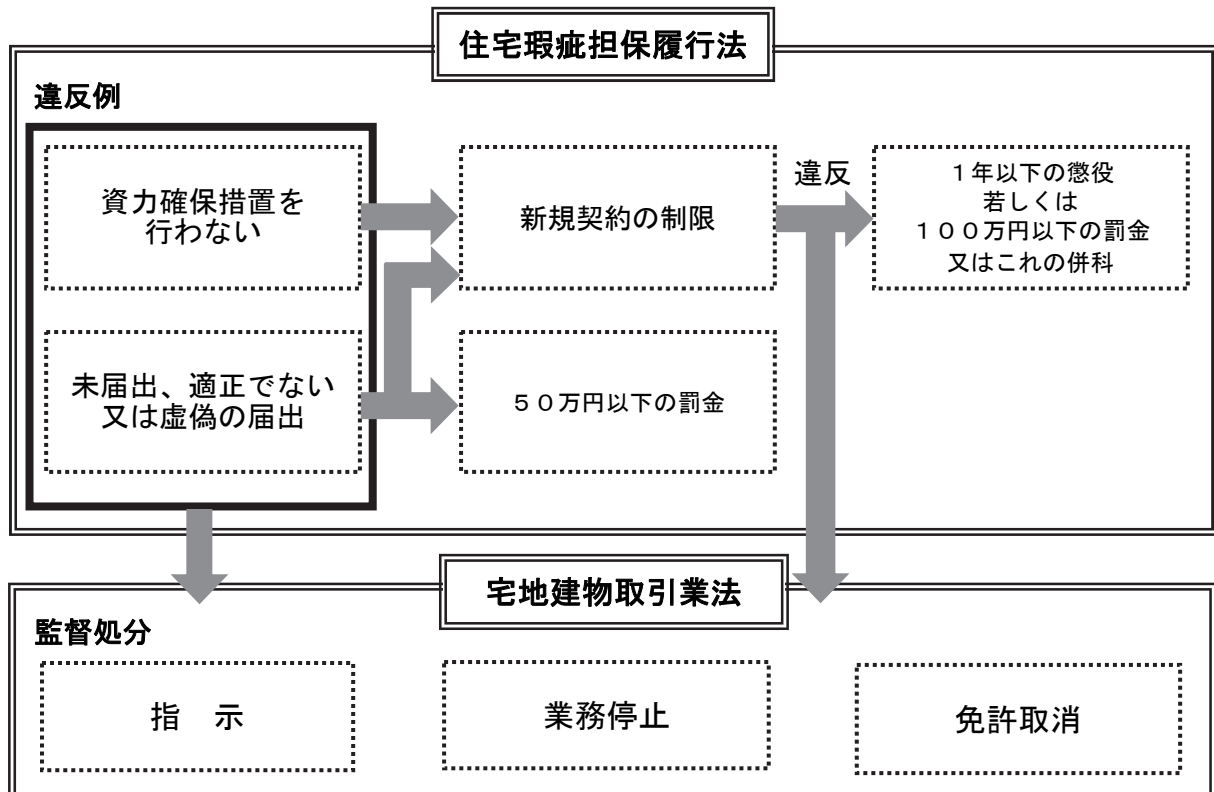 住宅瑕疵担保履行法
違反例
資力確保措置を
行わない
新規契約の制限
違反
1年以下の懲役
若しくは
100万円以下の罰金
又はこれの併科
未届出、適正でない
又は虚偽の届出
50万円以下の罰金
宅地建物取引業法
監督処分
指 示
業務停止
免許取消